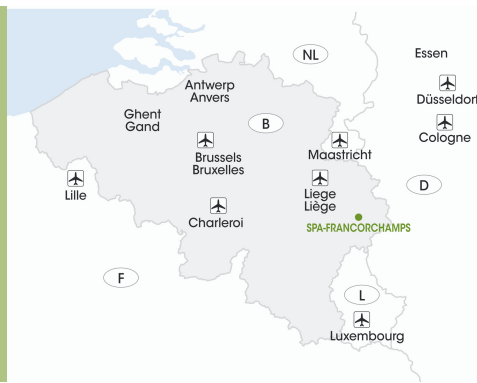 NL
Essen
Antwerp
Anvers
Düsseldorf
Ghent
Gand
B
Cologne
Brussels
Bruxelles
Maastricht
D
Lille
Liege
Liège
Charleroi
SPA-FRANCORCHAMPS
F
L
Luxembourg